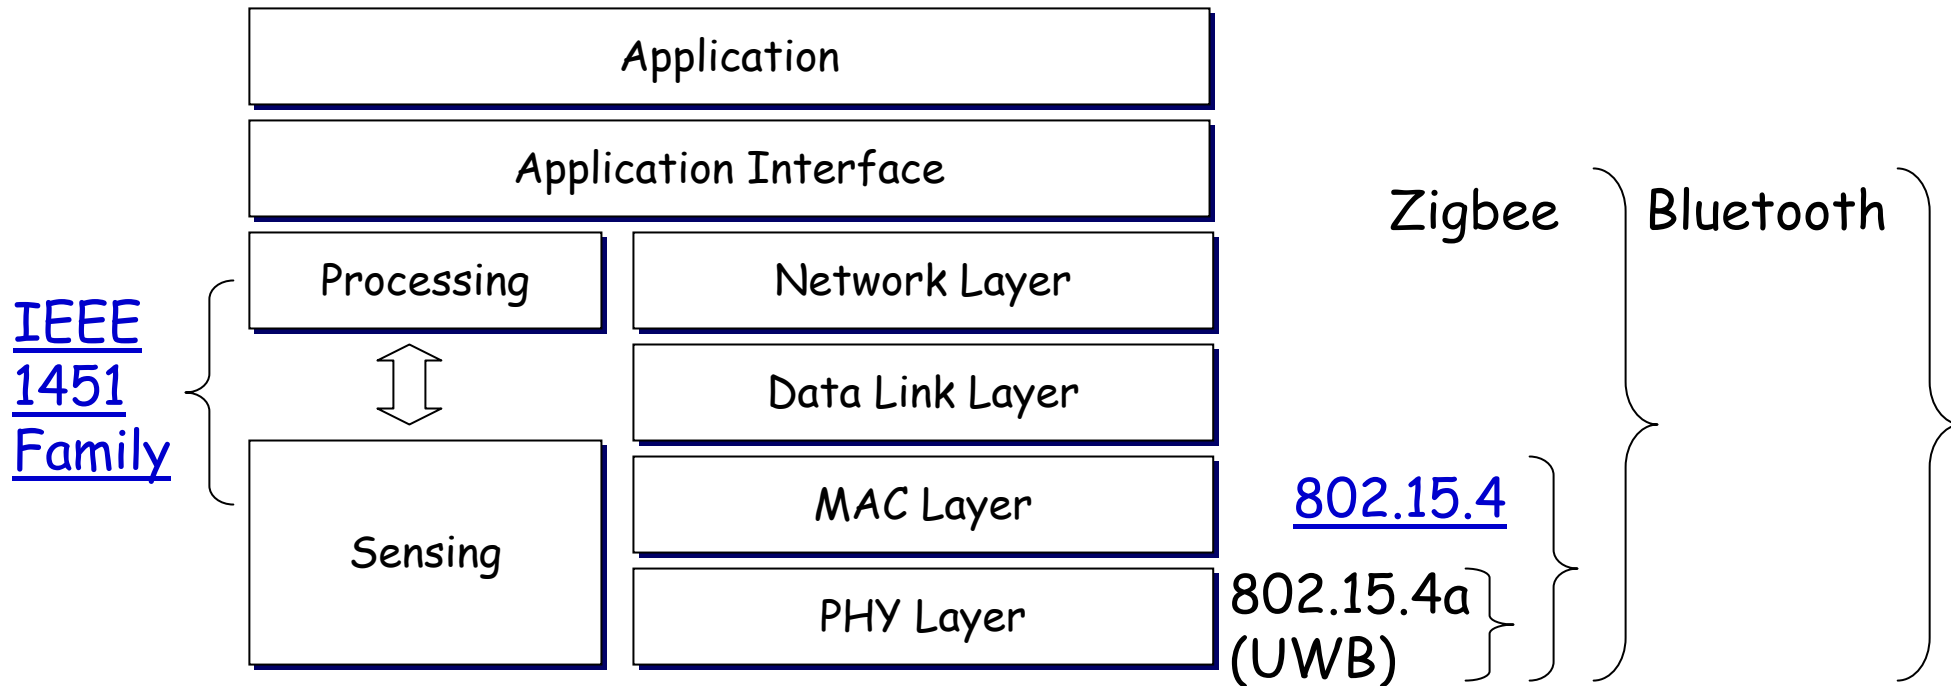 Application
Application Interface
Zigbee
Bluetooth
Processing
Network Layer
IEEE
1451
Family
Data Link Layer
MAC Layer
802.15.4
Sensing
PHY Layer
802.15.4a
(UWB)